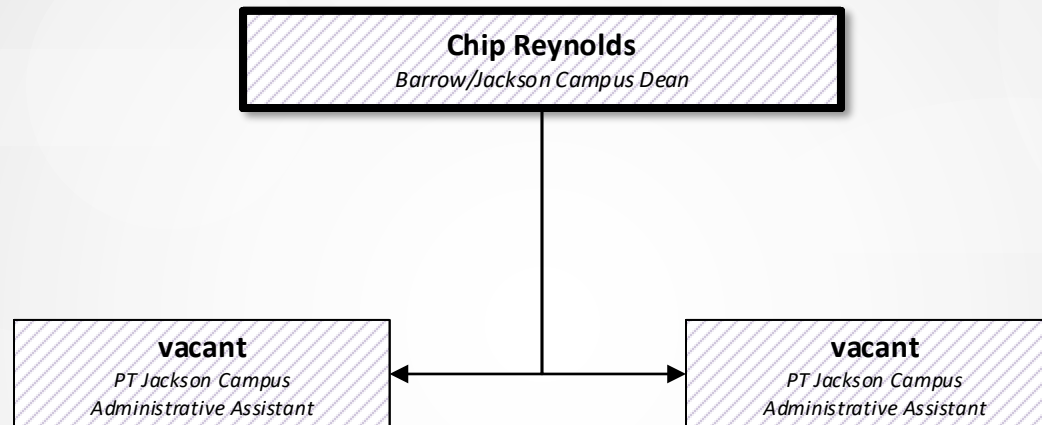 Chip Reynolds
Barrow/Jackson Campus Dean
vacant
PT Jackson Campus
Administrative Assistant
vacant
PT Jackson Campus
Administrative Assistant